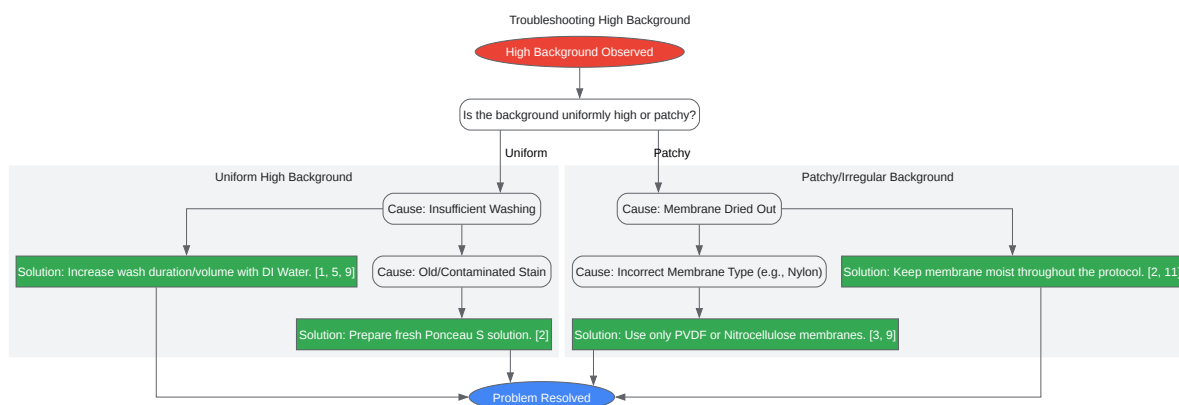 Troubleshooting High Background
High Background Observed
Is the background uniformly high or patchy?
Uniform
Patchy
Uniform High Background
Patchy/Irregular Background
Cause: Insufficient Washing
Cause: Membrane Dried Out
Solution: Increase wash duration/volume with DI Water. [1, 5, 9]
Cause: Old/Contaminated Stain
Cause: Incorrect Membrane Type (e.g., Nylon)
Solution: Keep membrane moist throughout the protocol. [2, 11]
Solution: Prepare fresh Ponceau S solution. [2]
Solution: Use only PVDF or Nitrocellulose membranes. [3, 9]
Problem Resolved